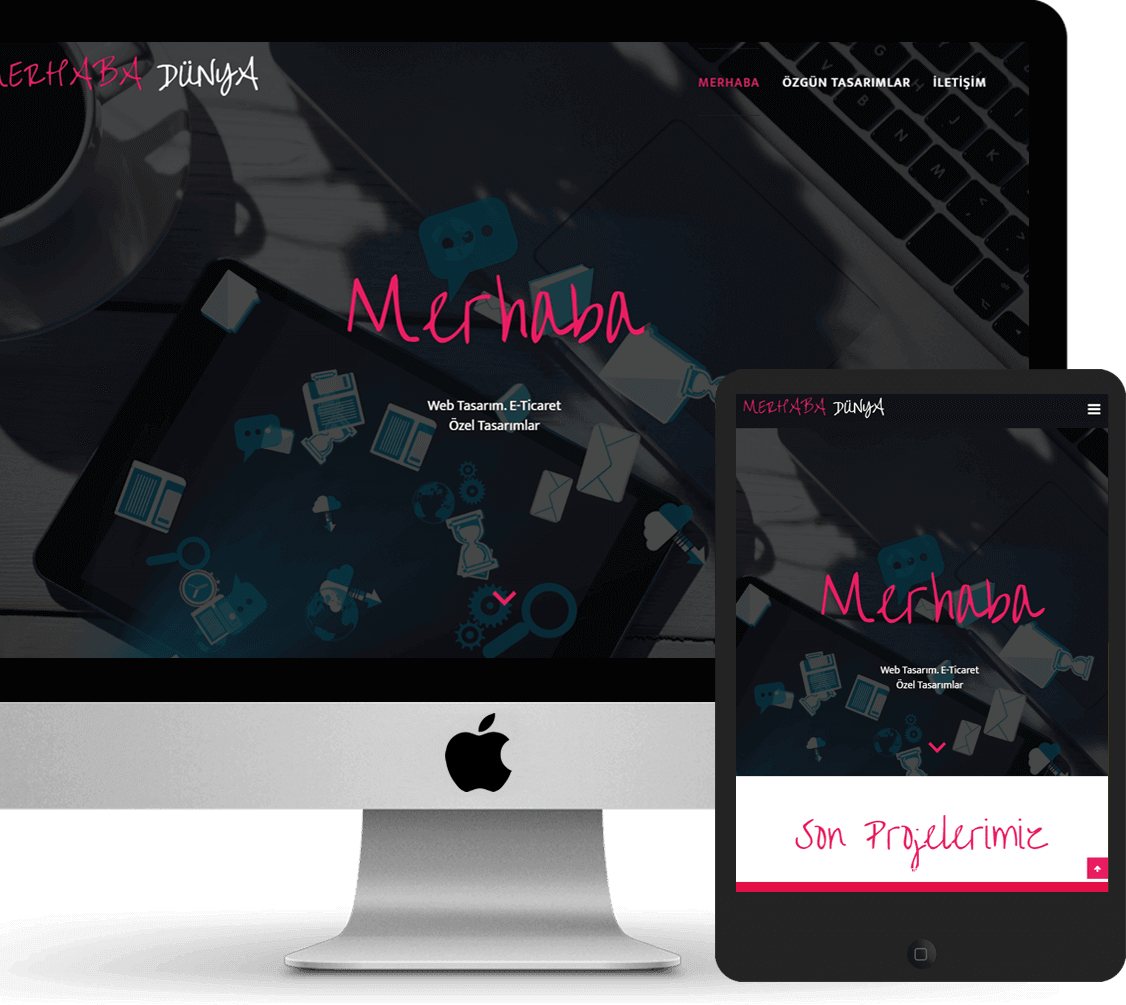 MERHABA DÜNYA
MERHABA ÖZGÜN TASARIMLAR İLETİŞİM
Merhaba
Web Tasarım. E-Ticaret
Özel Tasarımlar
MERHABA DÜNYA
Merhaba
Web Tasarım. E-Ticaret
Özel Tasarımlar
Son Projelerimiz